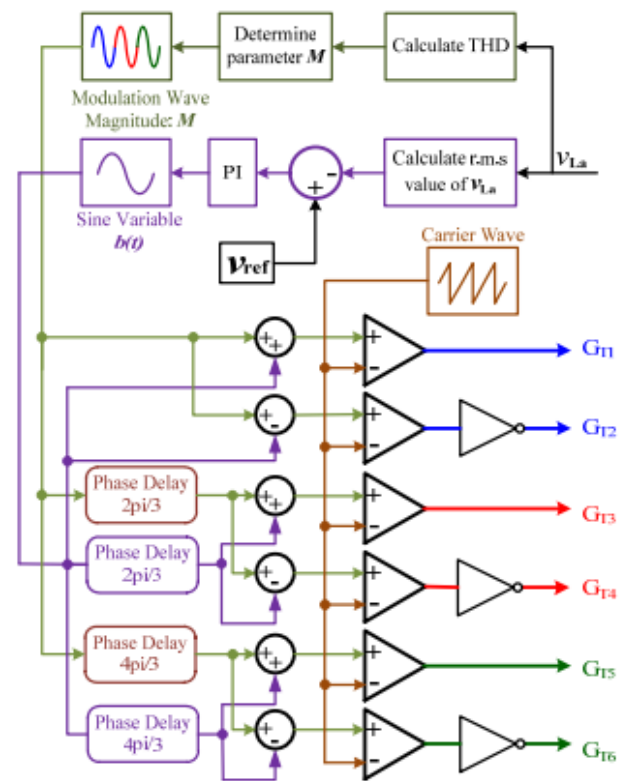 Determine
parameter M
Calculate THD
Modulation Wave
Magnitude: M
vLa
PI
-
+
Calculate r.m.s
value of vLa
Sine Variable
b(t)
vref
Carrier Wave
+
+
+
-
GT1
+
-
+
-
GT2
Phase Delay
2pi/3
+
+
+
-
GT3
Phase Delay
2pi/3
+
-
+
-
GT4
Phase Delay
4pi/3
+
+
+
-
GT5
Phase Delay
4pi/3
+
-
+
-
GT6